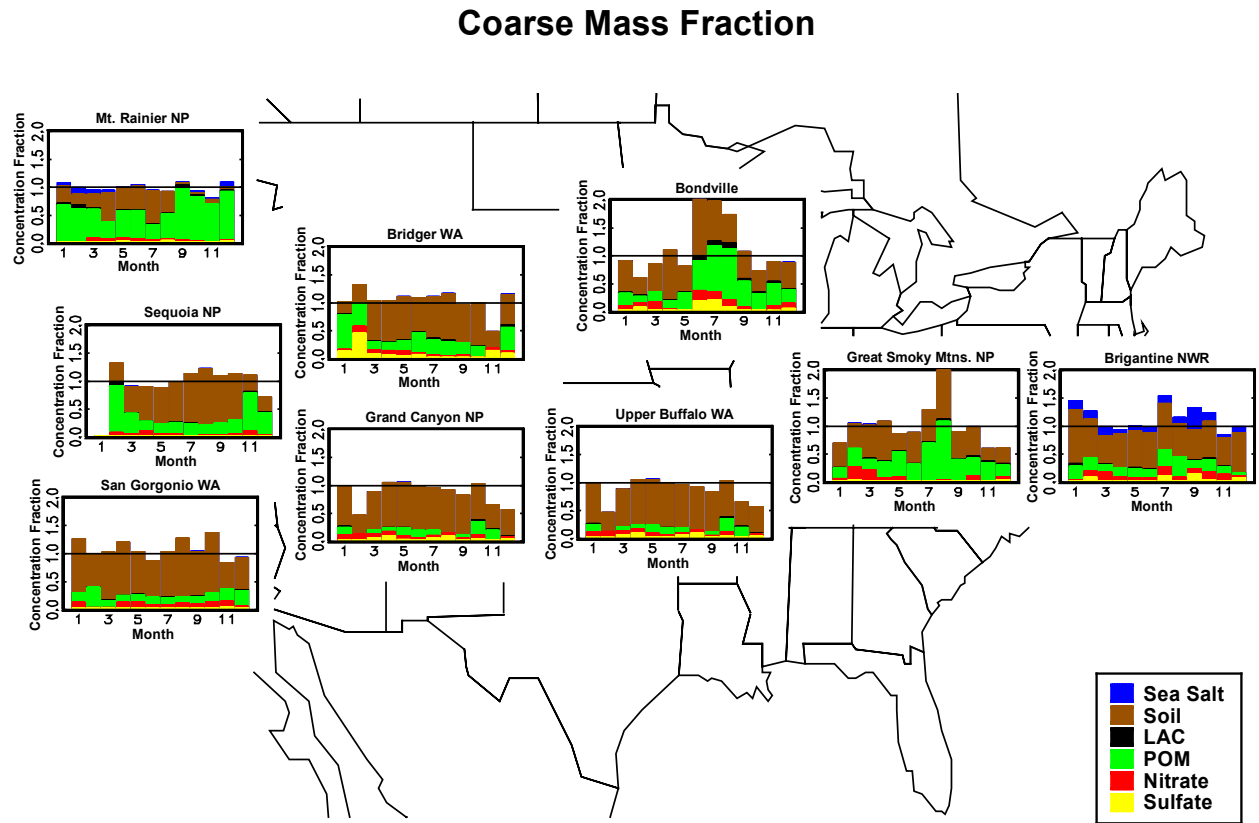 Coarse Mass Fraction
Mt. Rainier NP
Concentration Fraction
0.0 0.5 1.0 1.5 2.0
1 3 5 7 9 11
Month
Bondville
Concentration Fraction
0.0 0.5 1.0 1.5 2.0
1 3 5 7 9 11
Month
Bridger WA
Concentration Fraction
0.0 0.5 1.0 1.5 2.0
1 3 5 7 9 11
Month
Sequoia NP
Concentration Fraction
0.0 0.5 1.0 1.5 2.0
1 3 5 7 9 11
Month
Great Smoky Mtns. NP
Concentration Fraction
0.0 0.5 1.0 1.5 2.0
1 3 5 7 9 11
Month
Brigantine NWR
Concentration Fraction
0.0 0.5 1.0 1.5 2.0
1 3 5 7 9 11
Month
Grand Canyon NP
Concentration Fraction
0.0 0.5 1.0 1.5 2.0
1 3 5 7 9 11
Month
Upper Buffalo WA
Concentration Fraction
0.0 0.5 1.0 1.5 2.0
1 3 5 7 9 11
Month
San Gorgonio WA
Concentration Fraction
0.0 0.5 1.0 1.5 2.0
1 3 5 7 9 11
Month
Sea Salt
Soil
LAC
POM
Nitrate
Sulfate